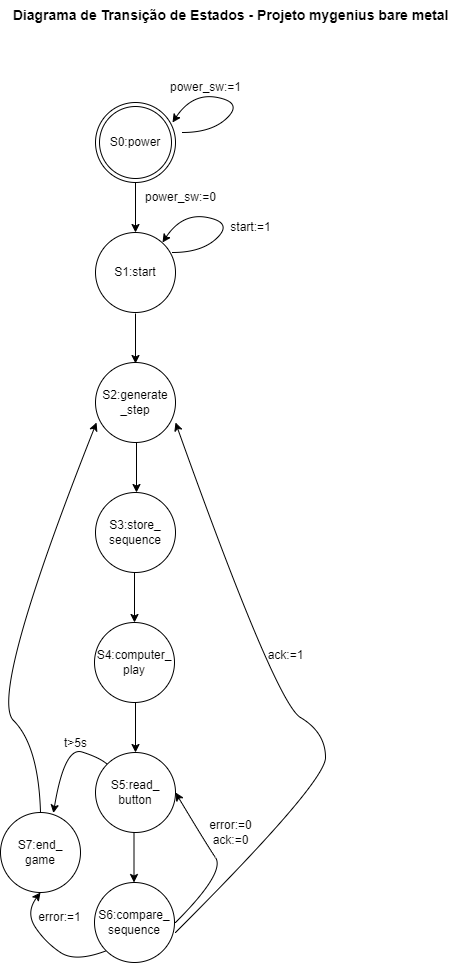 Diagrama de Transição de Estados - Projeto mygenius bare metal
power_sw:=1
S0:power
power_sw:=0
start:=1
S1:start
S2:generate
_step
S3:store_
sequence
S4:computer_
play
ack:=1
t>5s
S5:read_
button
error:=0
ack:=0
S7:end_
game
error:=1
S6:compare_
sequence